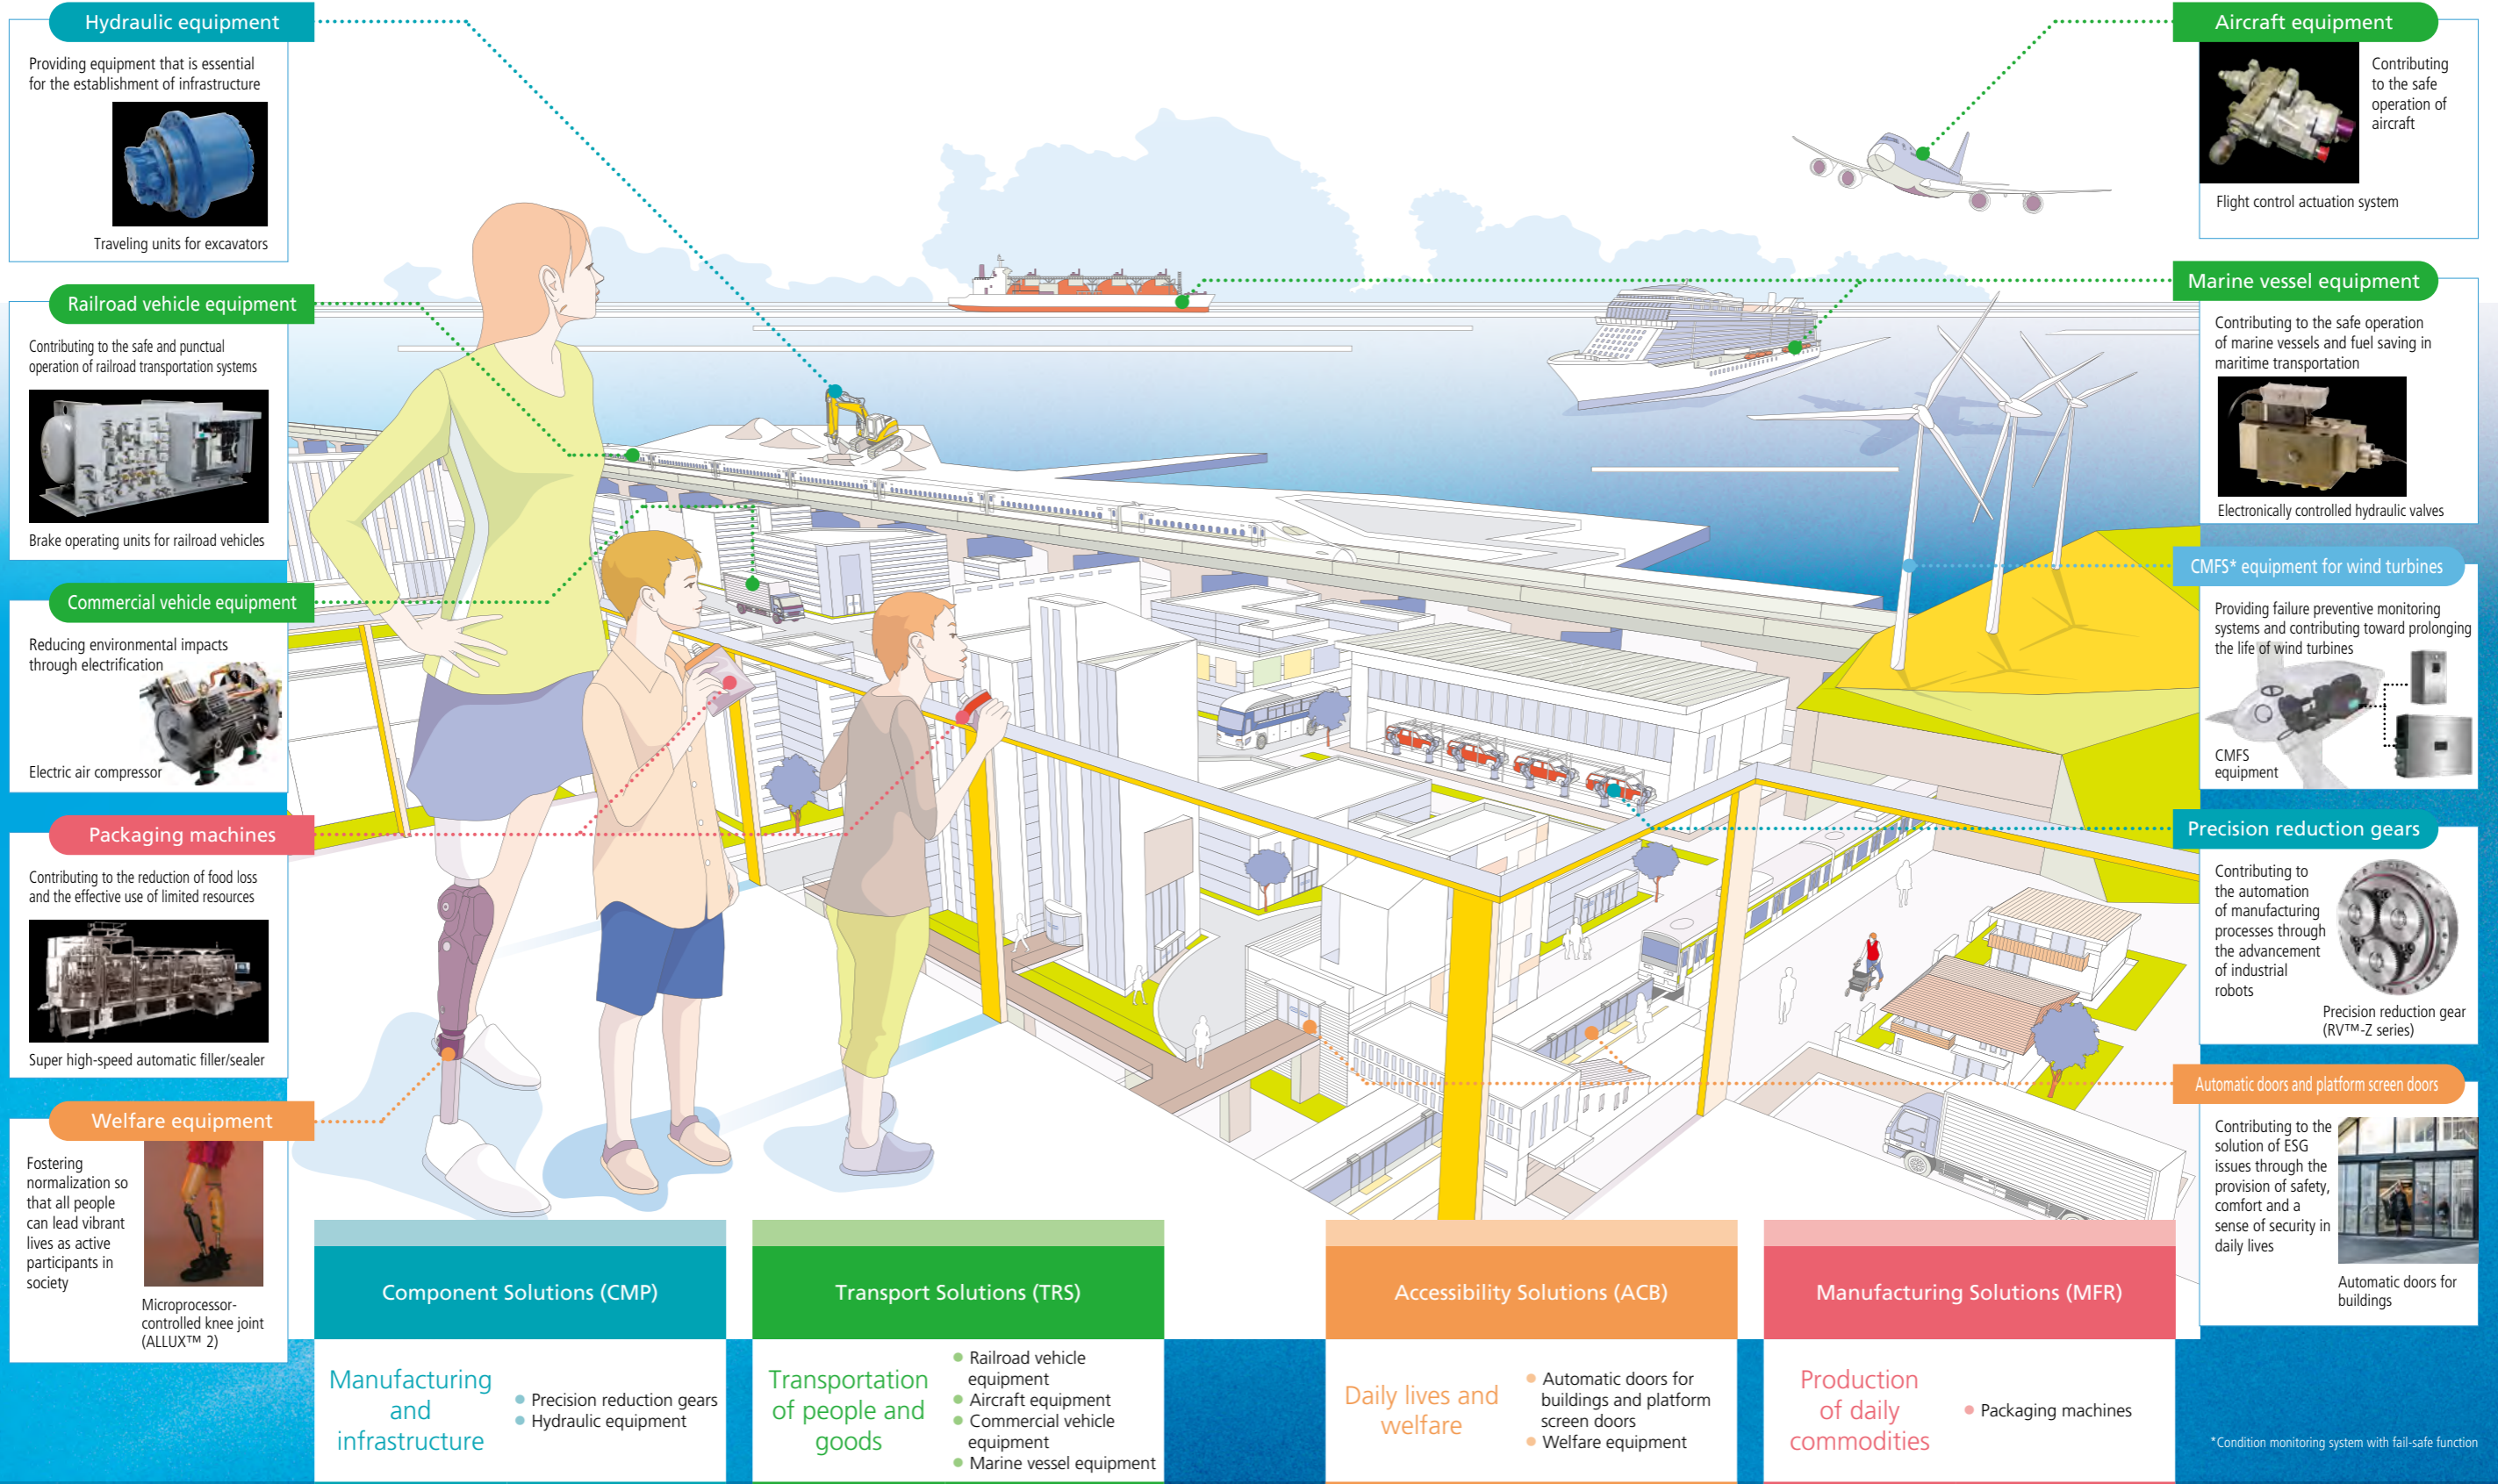 Hydraulic equipment
Providing equipment that is essential
for the establishment of infrastructure
Traveling units for excavators
Railroad vehicle equipment
Contributing to the safe and punctual
operation of railroad transportation systems
Brake operating units for railroad vehicles
Commercial vehicle equipment
Reducing environmental impacts
through electrification
Electric air compressor
Packaging machines
Contributing to the reduction of food loss
and the effective use of limited resources
Super high-speed automatic filler/sealer
Welfare equipment
Fostering
normalization so
that all people
can lead vibrant
lives as active
participants in
society
Microprocessor-
controlled knee joint
(ALLUX™ 2)
Aircraft equipment
Contributing
to the safe
operation of
aircraft
Flight control actuation system
Marine vessel equipment
Contributing to the safe operation
of marine vessels and fuel saving in
maritime transportation
Electronically controlled hydraulic valves
CMFS* equipment for wind turbines
Providing failure preventive monitoring
systems and contributing toward prolonging
the life of wind turbines
CMFS
equipment
Precision reduction gears
Contributing to
the automation
of manufacturing
processes through
the advancement
of industrial
robots
Precision reduction gear
(RV™-Z series)
Automatic doors and platform screen doors
Contributing to the
solution of ESG
issues through the
provision of safety,
comfort and a
sense of security in
daily lives
Automatic doors for
buildings
Component Solutions (CMP)
Manufacturing
and
infrastructure
● Precision reduction gears
● Hydraulic equipment
Transport Solutions (TRS)
Transportation
of people and
goods
● Railroad vehicle
equipment
● Aircraft equipment
● Commercial vehicle
equipment
● Marine vessel equipment
Accessibility Solutions (ACB)
Daily lives and
welfare
● Automatic doors for
buildings and platform
screen doors
● Welfare equipment
Manufacturing Solutions (MFR)
Production
of daily
commodities
● Packaging machines
*Condition monitoring system with fail-safe function